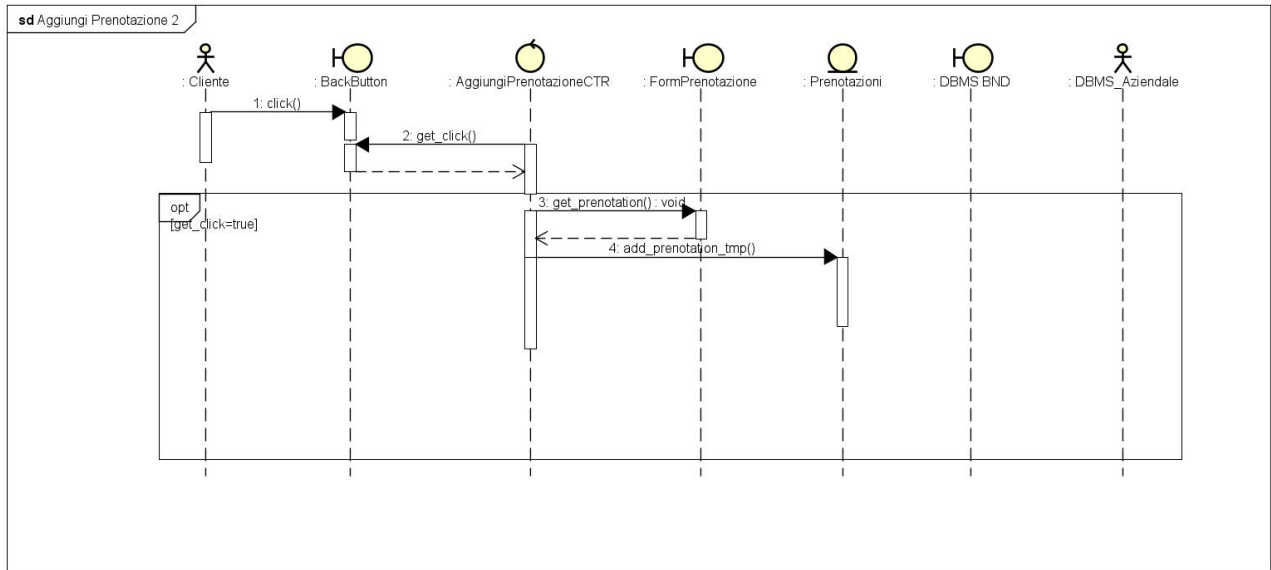 sd Aggiungi Prenotazione 2
: Cliente
: BackButton
: AggiungiPrenotazioneCTR
: FormPrenotazione
: Prenotazioni
: DBMS BND
: DBMS_Aziendale
1: click()
2: get_click()
opt
[get_click=true]
3: get_prenotation() : void
4: add_prenotation_tmp()